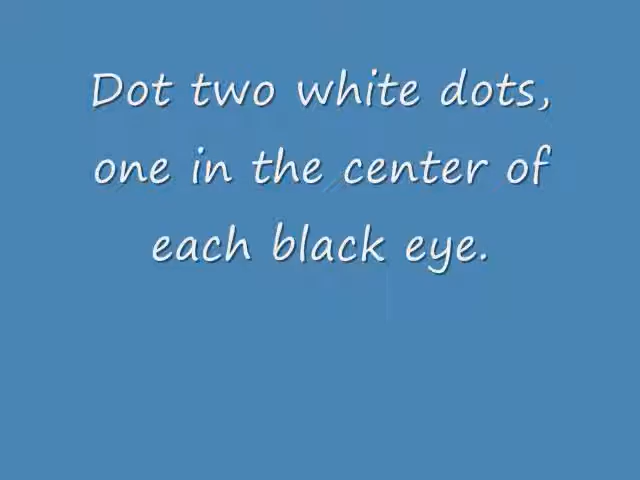 Dot two white dots,
one in the center of
each black eye.